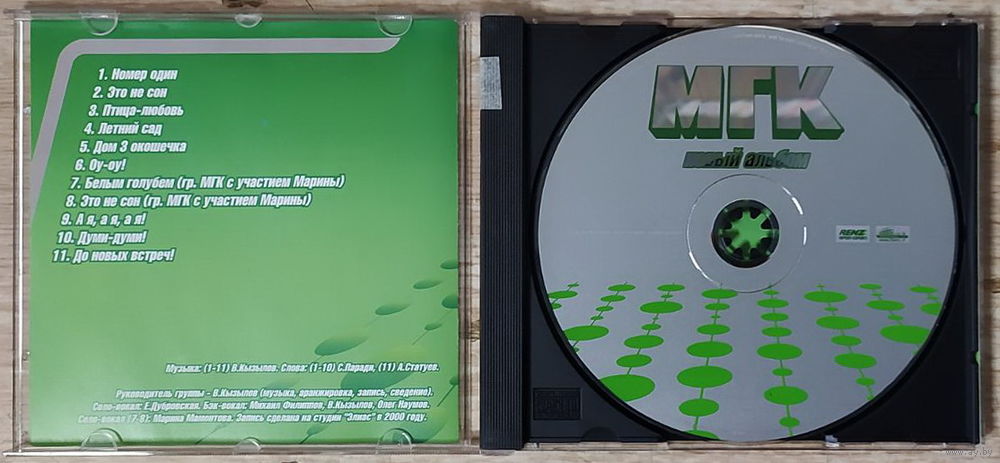 1. Номер один
2. Это не сон
3. Птица-любовь
4. Летний сад
5. Дом 3 окошечка
6. Оу-оу!
7. Белым голубем (гр. МГК с участием Марины)
8. Это не сон (гр. МГК с участием Марины)
9. А я, а я, а я!
10. Думи-думи!
11. До новых встреч!
Музыка: (1-11) В.Кызылов. Слова: (1-10) С.Паради, (11) А.Статуев.
Руководитель группы - В.Кызылов (музыка, аранжировка, запись, сведение).
Соло-вокал: Е.Дубровская. Бэк-вокал: Михаил Филиппов, В.Кызылов, Олег Наумов.
Соло-вокал (7-8): Марина Мамонтова. Запись сделана на студии "Элиас" в 2000 году.
МГК
новый альбом
RENZ
www.ay.by